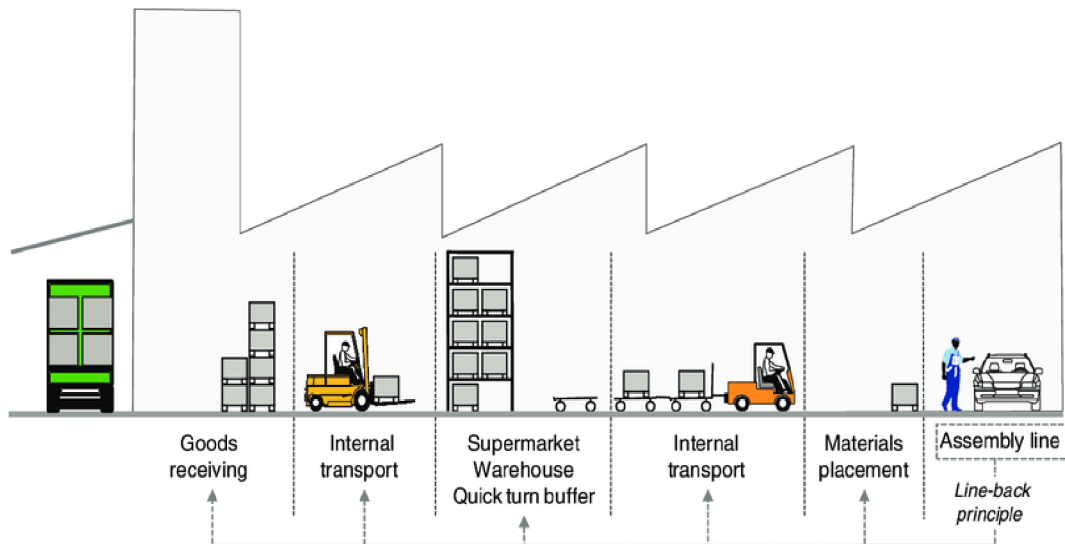 Goods
receiving
Internal
transport
Supermarket
Warehouse
Quick turn buffer
Internal
transport
Materials
placement
Assembly line
Line-back
principle